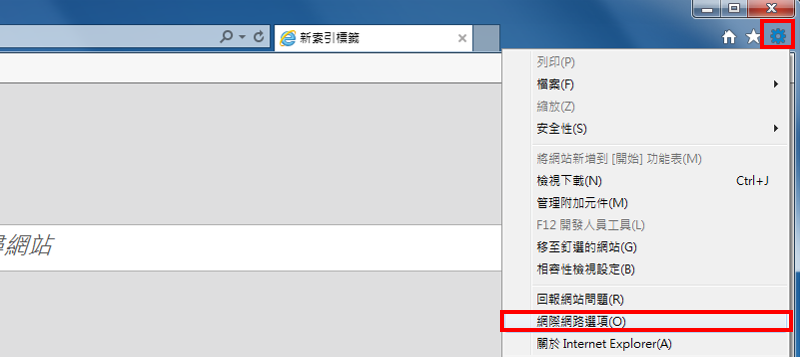 新索引標籤
列印(P)
檔案(F)
縮放(Z)
安全性(S)
將網站新增到 [開始] 功能表(M)
檢視下載(N) Ctrl+J
管理附加元件(M)
F12 開發人員工具(L)
移至釘選的網站(G)
相容性檢視設定(B)
尋網站
回報網站問題(R)
網際網路選項(O)
關於 Internet Explorer(A)